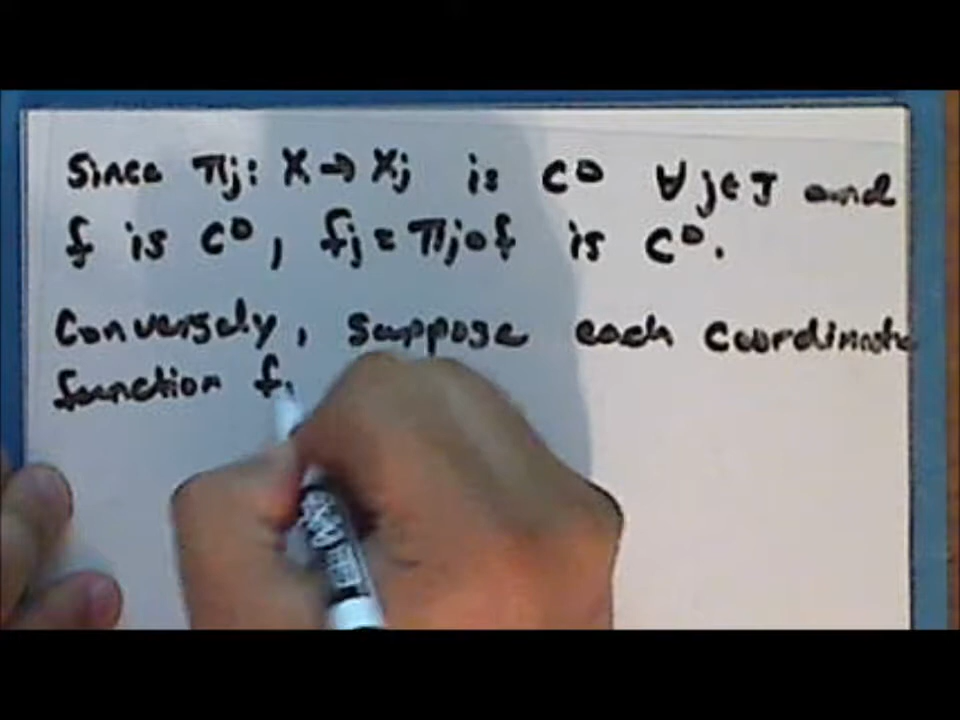 Since πj: X → Xj is C⁰ ∀ j∈J and
f is C⁰, fj = πj∘f is C⁰.
Conversely, suppose each coordinate
function f